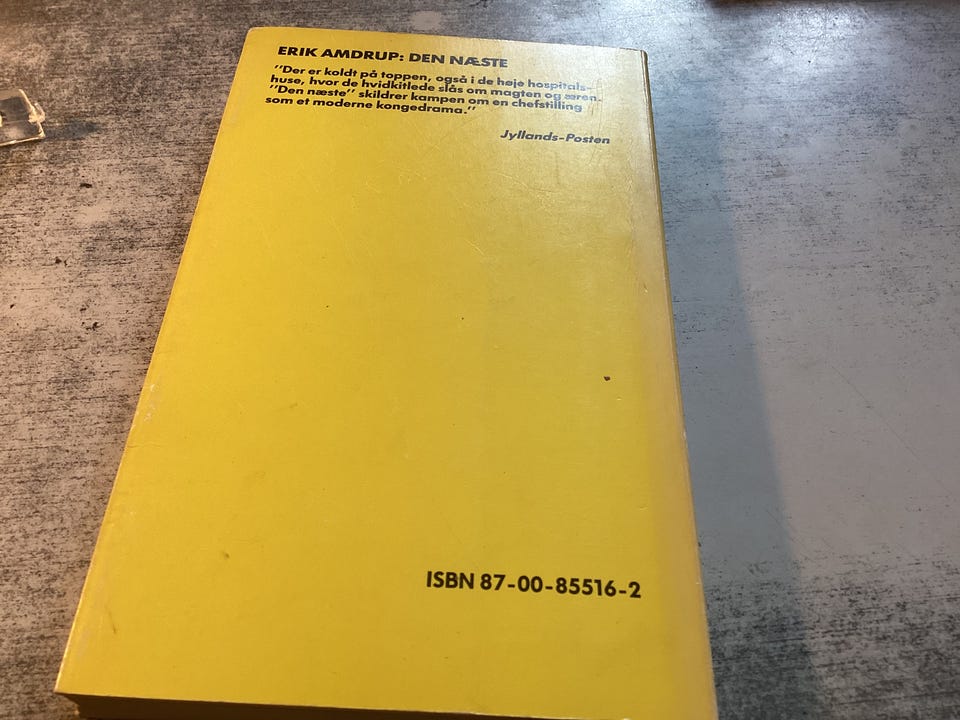 ERIK AMDRUP: DEN NÆSTE
"Der er koldt på toppen, også i de høje hospitals-
huse, hvor de hvidkitlede slås om magten og æren.
"Den næste" skildrer kampen om en chefstilling
som et moderne kongedrama."
Jyllands-Posten
ISBN 87-00-85516-2